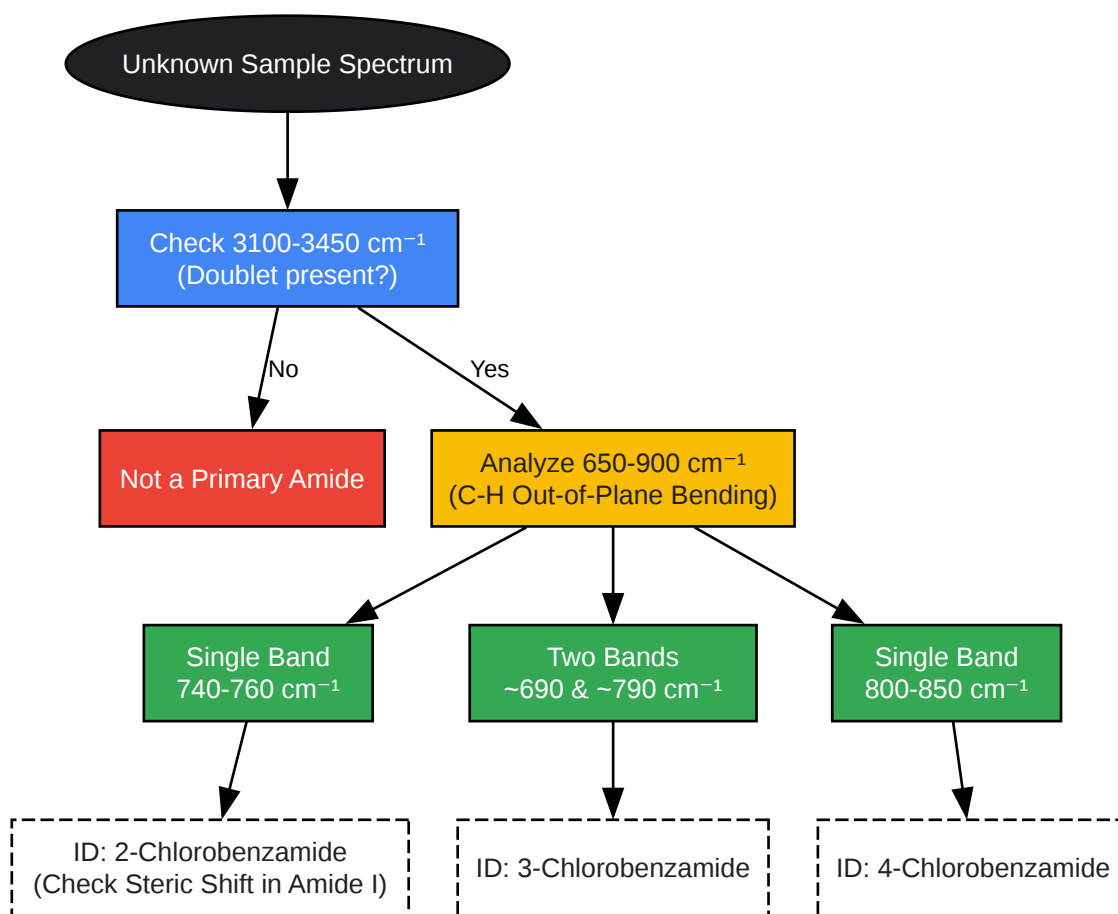 Unknown Sample Spectrum
Check 3100-3450 cm⁻¹
(Doublet present?)
No
Yes
Not a Primary Amide
Analyze 650-900 cm⁻¹
(C-H Out-of-Plane Bending)
Single Band
740-760 cm⁻¹
Two Bands
~690 & ~790 cm⁻¹
Single Band
800-850 cm⁻¹
ID: 2-Chlorobenzamide
(Check Steric Shift in Amide I)
ID: 3-Chlorobenzamide
ID: 4-Chlorobenzamide